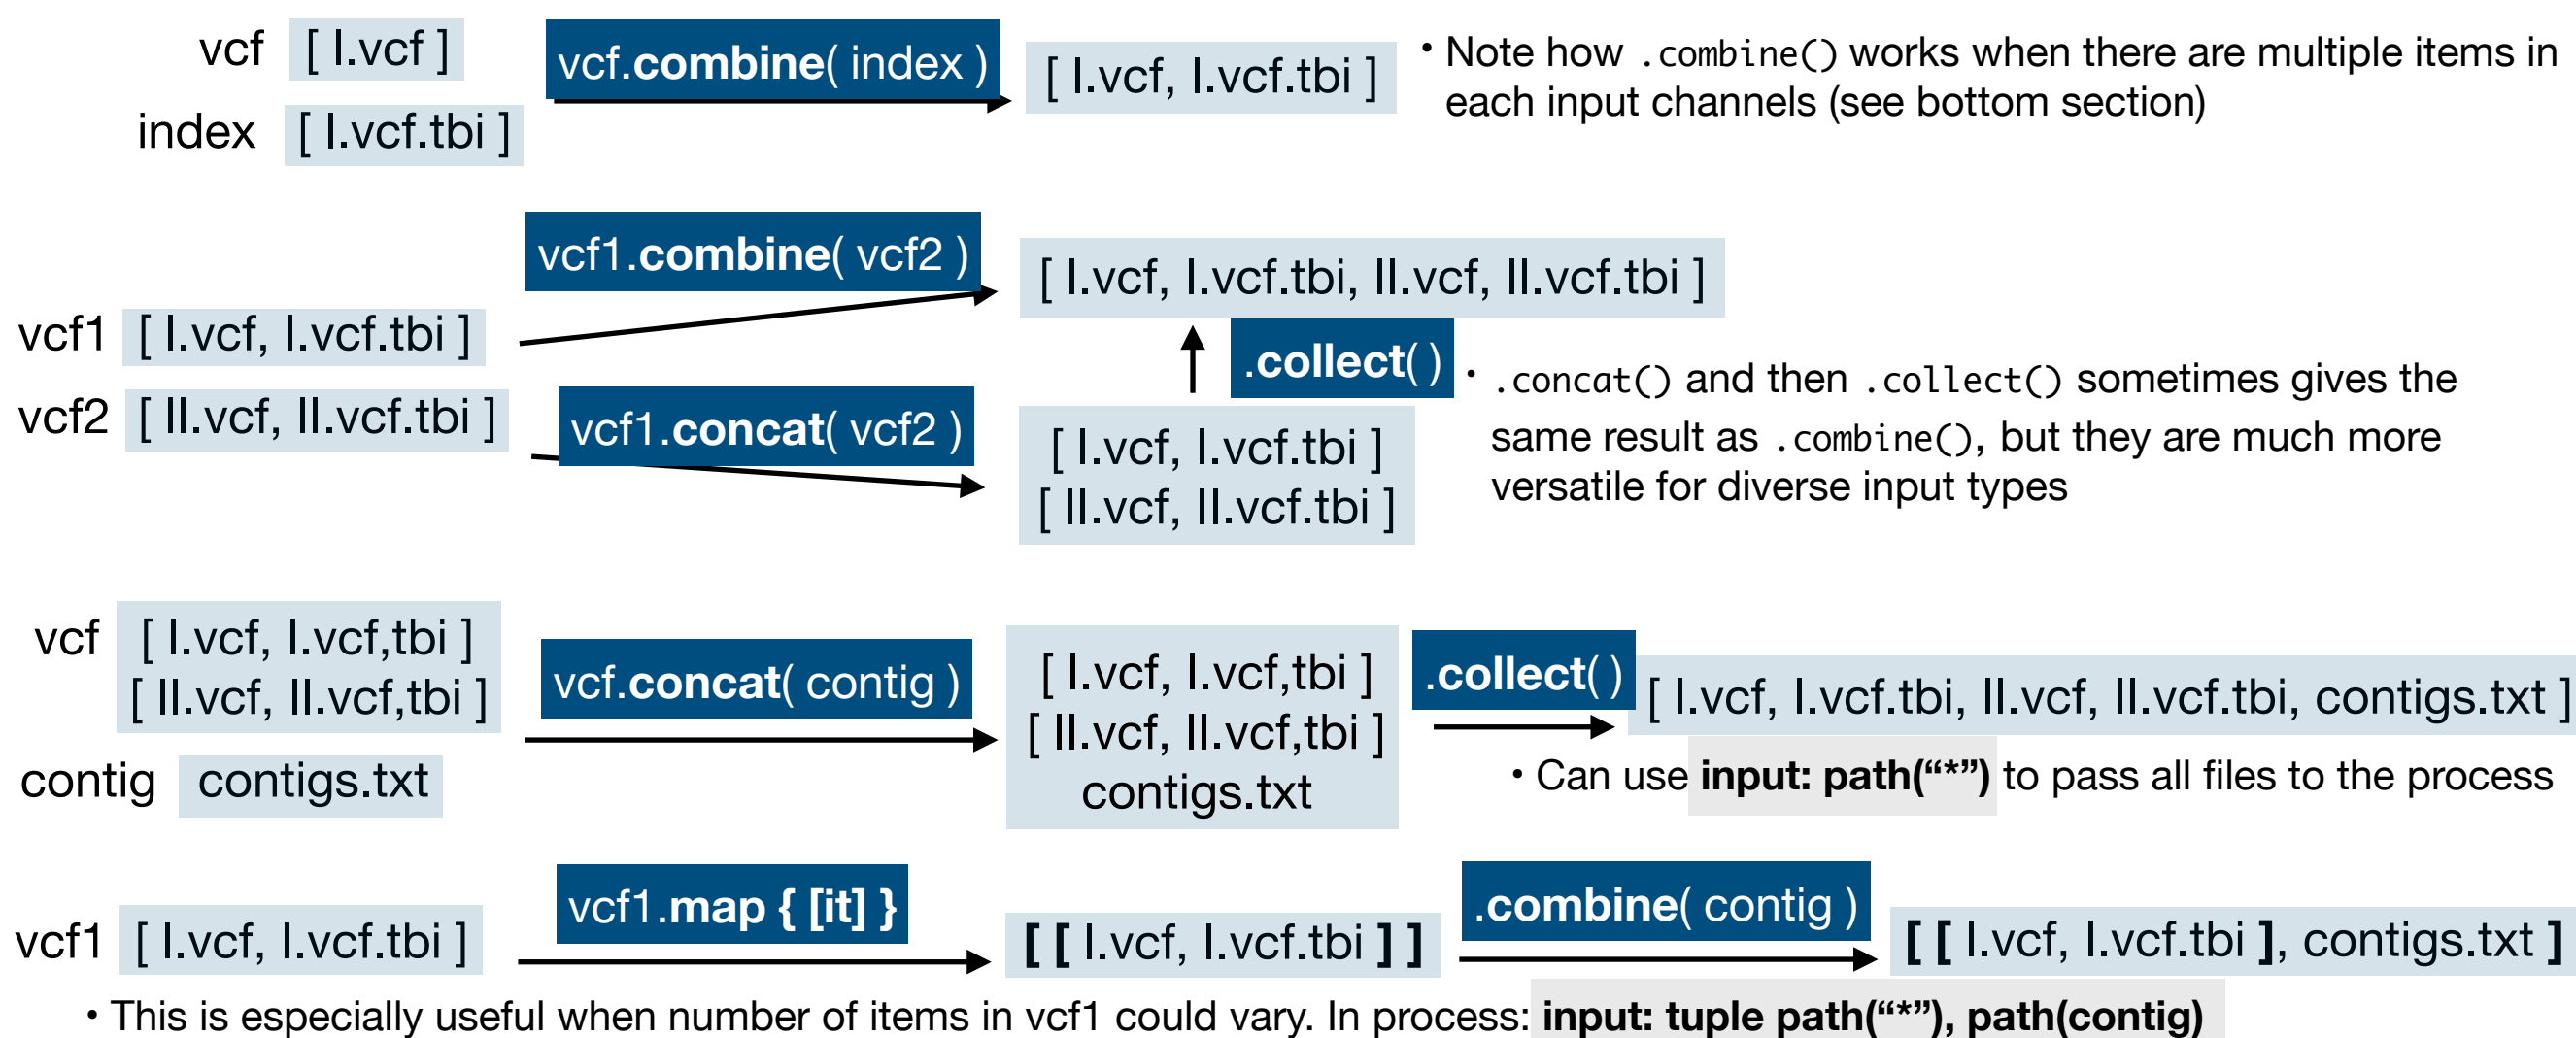 vcf [ I.vcf ]
index [ I.vcf.tbi ]
vcf.combine( index )
[ I.vcf, I.vcf.tbi ]
• Note how .combine() works when there are multiple items in
each input channels (see bottom section)
vcf1.combine( vcf2 )
[ I.vcf, I.vcf.tbi, II.vcf, II.vcf.tbi ]
vcf1 [ I.vcf, I.vcf.tbi ]
vcf2 [ II.vcf, II.vcf.tbi ]
vcf1.concat( vcf2 )
.collect()
[ I.vcf, I.vcf.tbi ]
[ II.vcf, II.vcf.tbi ]
• .concat() and then .collect() sometimes gives the
same result as .combine(), but they are much more
versatile for diverse input types
vcf [ I.vcf, I.vcf,tbi ]
[ II.vcf, II.vcf,tbi ]
contig contigs.txt
vcf.concat( contig )
[ I.vcf, I.vcf,tbi ]
[ II.vcf, II.vcf,tbi ]
contigs.txt
.collect()
[ I.vcf, I.vcf.tbi, II.vcf, II.vcf.tbi, contigs.txt ]
• Can use input: path(“*”) to pass all files to the process
vcf1 [ I.vcf, I.vcf.tbi ]
vcf1.map { [it] }
[ [ I.vcf, I.vcf.tbi ] ]
.combine( contig )
[ [ I.vcf, I.vcf.tbi ], contigs.txt ]
• This is especially useful when number of items in vcf1 could vary. In process: input: tuple path(“*”), path(contig)